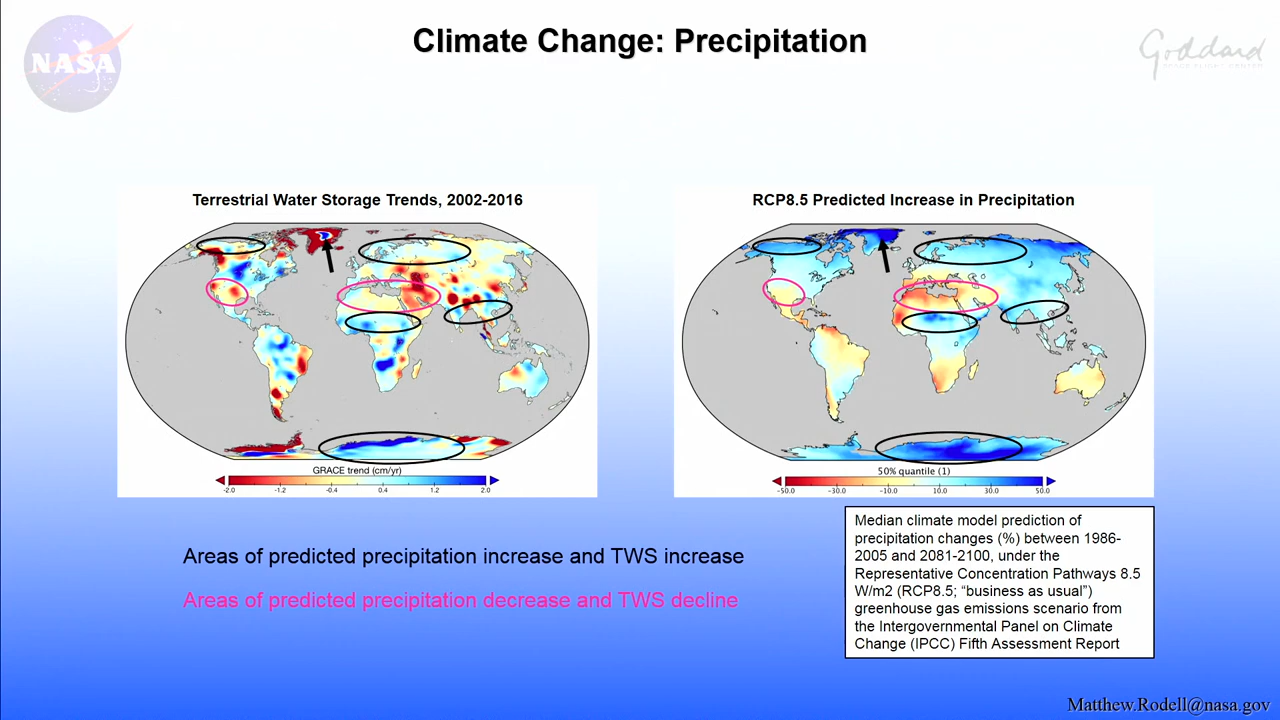 NASA
Climate Change: Precipitation
Goddard
SPACE FLIGHT CENTER
Terrestrial Water Storage Trends, 2002-2016
RCP8.5 Predicted Increase in Precipitation
GRACE trend (cm/yr)
-2.0 -1.2 -0.4 0.4 1.2 2.0
50% quantile (1)
-50.0 -30.0 -10.0 10.0 30.0 50.0
Areas of predicted precipitation increase and TWS increase
Areas of predicted precipitation decrease and TWS decline
Median climate model prediction of
precipitation changes (%) between 1986-
2005 and 2081-2100, under the
Representative Concentration Pathways 8.5
W/m2 (RCP8.5; “business as usual”)
greenhouse gas emissions scenario from
the Intergovernmental Panel on Climate
Change (IPCC) Fifth Assessment Report
Matthew.Rodell@nasa.gov